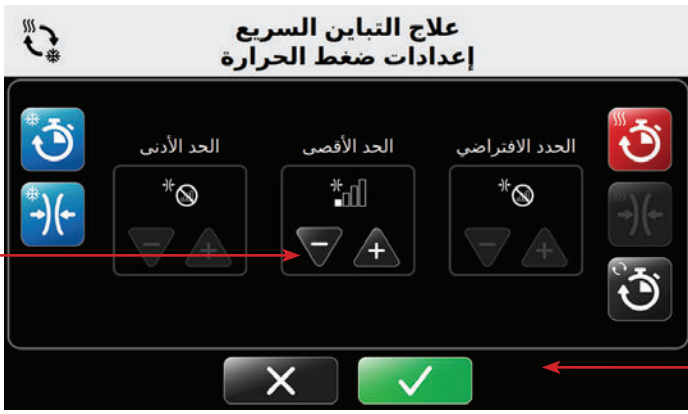 علاج التباين السريع
إعدادات ضغط الحرارة
الحدد الافتراضي
الحد الأقصى
الحد الأدنى